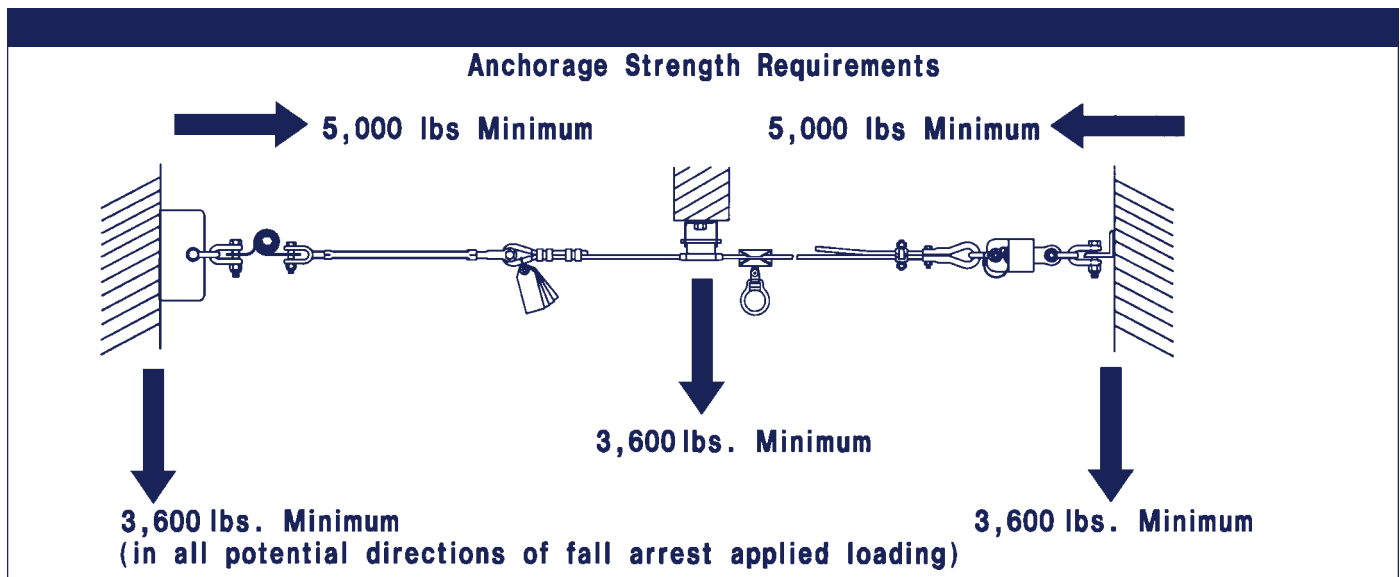 Anchorage Strength Requirements
5,000 lbs Minimum
5,000 lbs Minimum
3,600 lbs. Minimum
3,600 lbs. Minimum
(in all potential directions of fall arrest applied loading)
3,600 lbs. Minimum